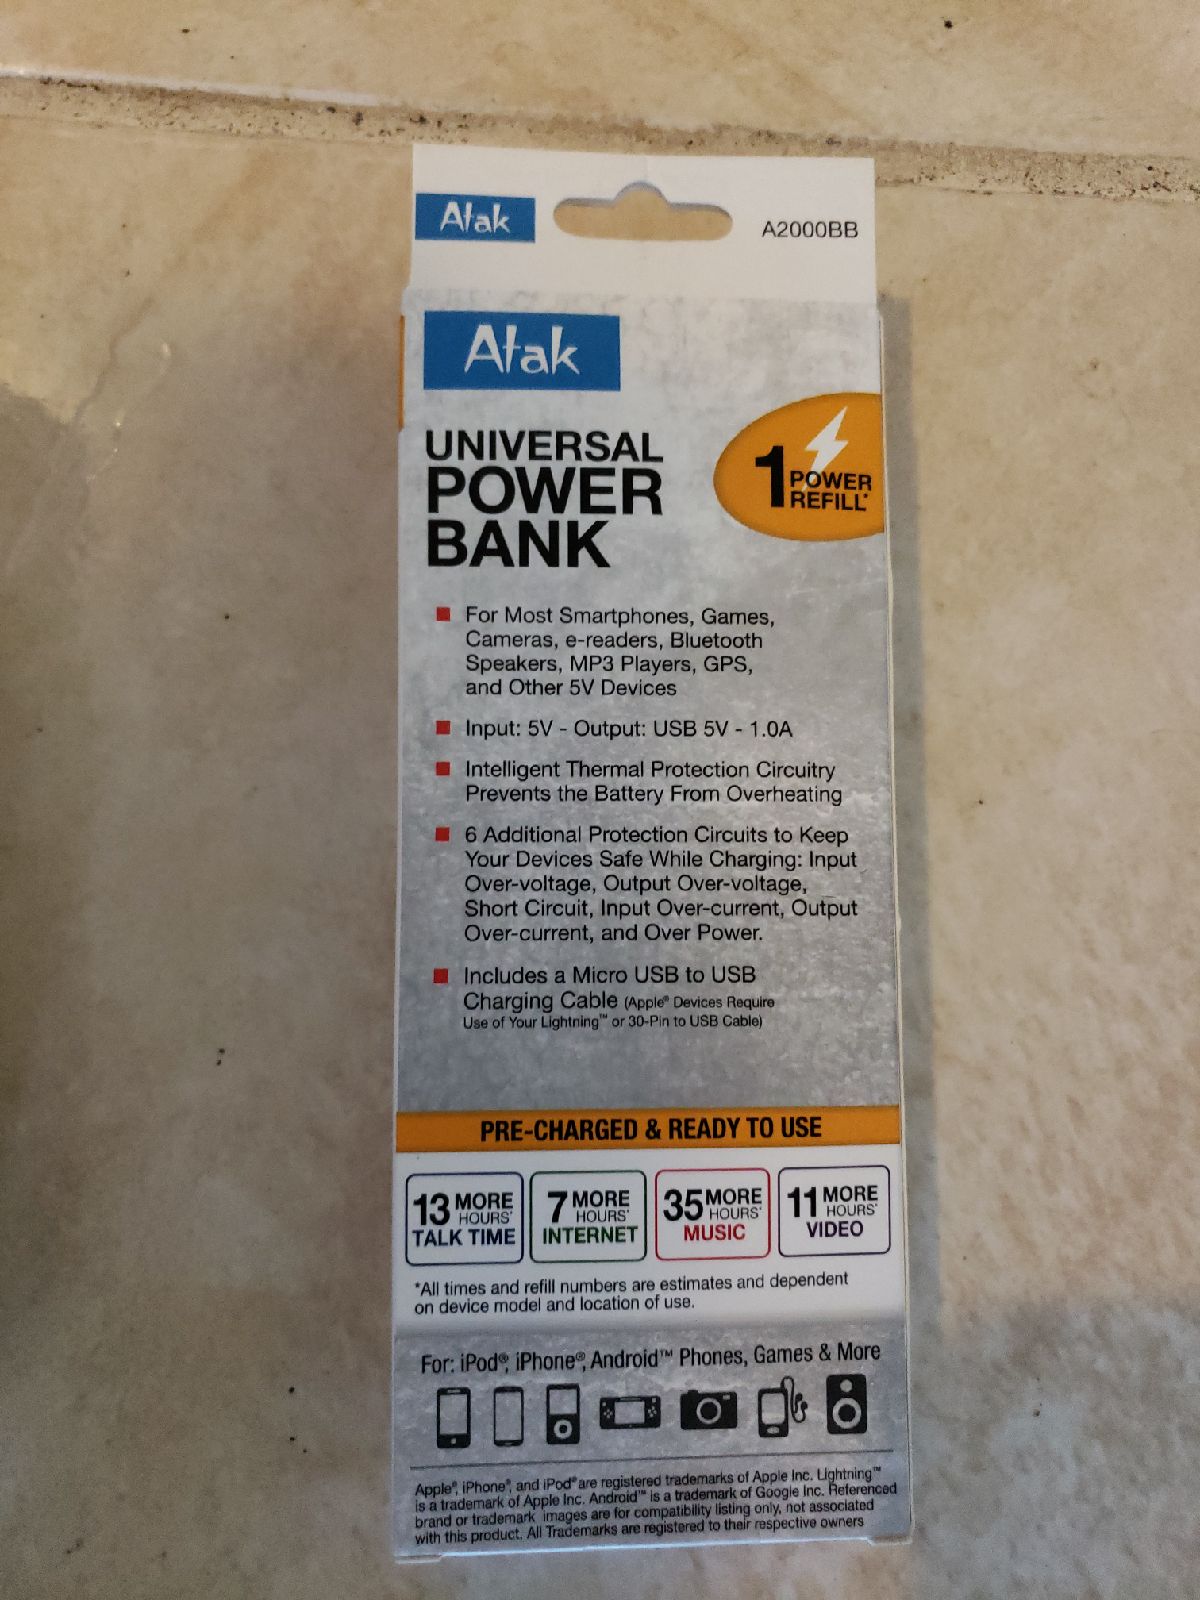 Atak
A2000BB
Atak
UNIVERSAL
POWER
BANK
1 POWER
REFILL*
For Most Smartphones, Games,
Cameras, e-readers, Bluetooth
Speakers, MP3 Players, GPS,
and Other 5V Devices
Input: 5V - Output: USB 5V - 1.0A
Intelligent Thermal Protection Circuitry
Prevents the Battery From Overheating
6 Additional Protection Circuits to Keep
Your Devices Safe While Charging: Input
Over-voltage, Output Over-voltage,
Short Circuit, Input Over-current, Output
Over-current, and Over Power.
Includes a Micro USB to USB
Charging Cable (Apple® Devices Require
Use of Your Lightning™ or 30-Pin to USB Cable)
PRE-CHARGED & READY TO USE
13 MORE
HOURS*
TALK TIME
7 MORE
HOURS*
INTERNET
35 MORE
HOURS*
MUSIC
11 MORE
HOURS*
VIDEO
*All times and refill numbers are estimates and dependent
on device model and location of use.
For: iPod®, iPhone®, Android™ Phones, Games & More
Apple®, iPhone®, and iPod® are registered trademarks of Apple Inc. Lightning™
is a trademark of Apple Inc. Android™ is a trademark of Google Inc. Referenced
brand or trademark images are for compatibility listing only, not associated
with this product. All Trademarks are registered to their respective owners